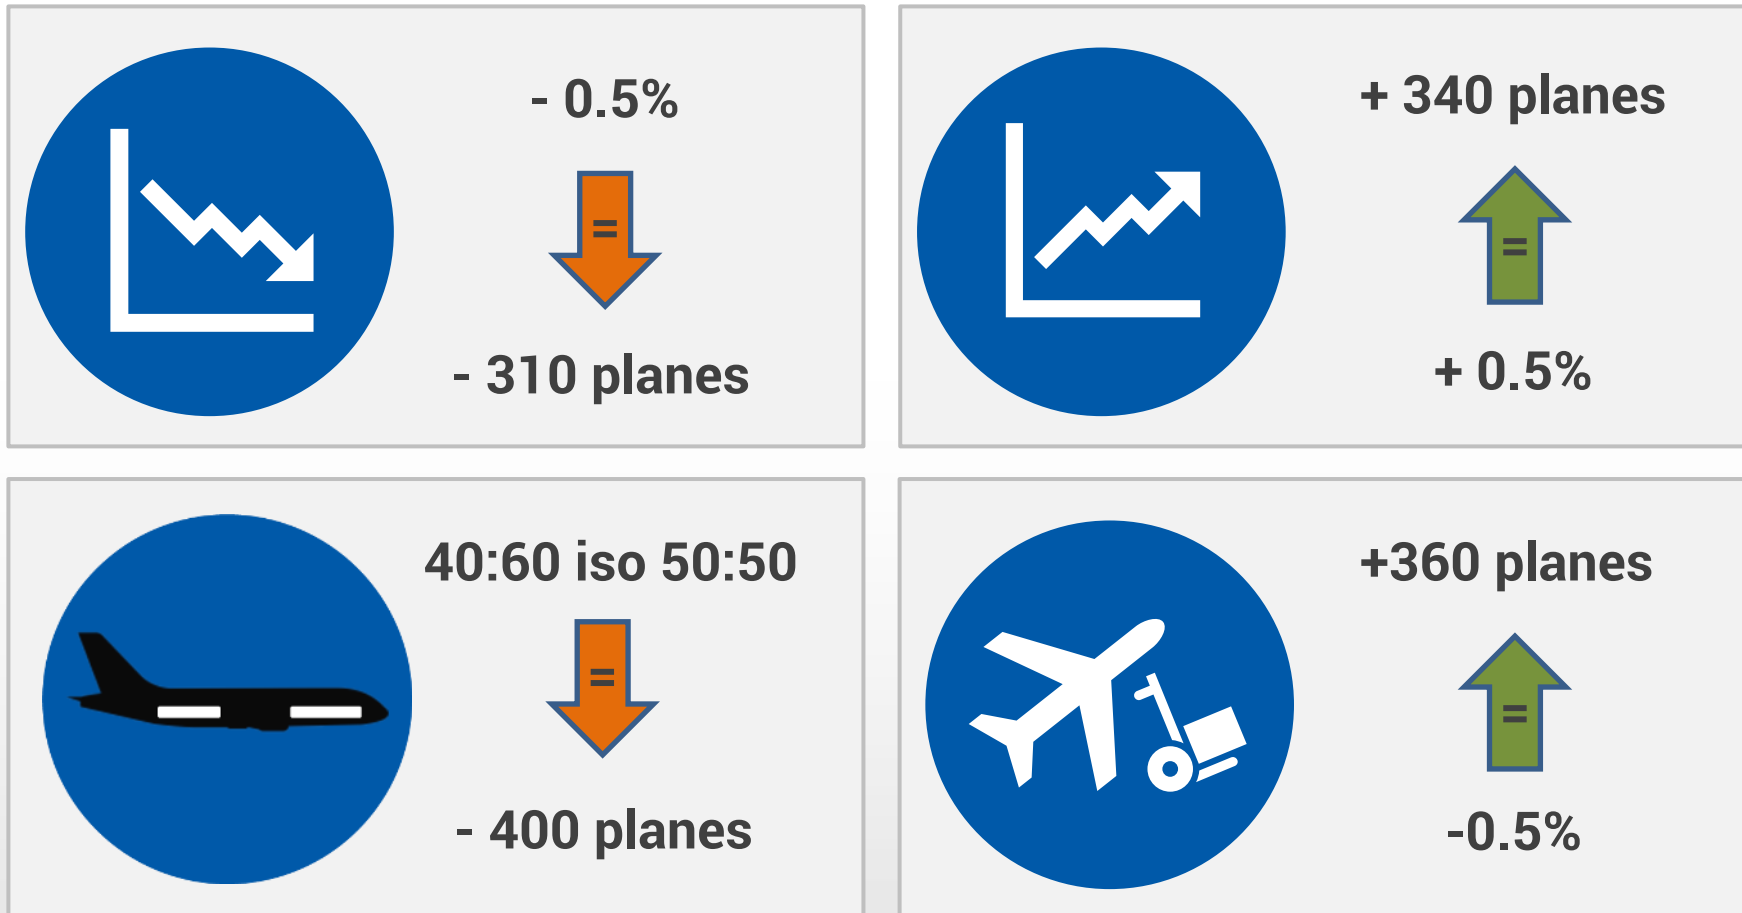 - 0.5%
=
- 310 planes
+ 340 planes
=
+ 0.5%
40:60 iso 50:50
=
- 400 planes
+360 planes
=
-0.5%